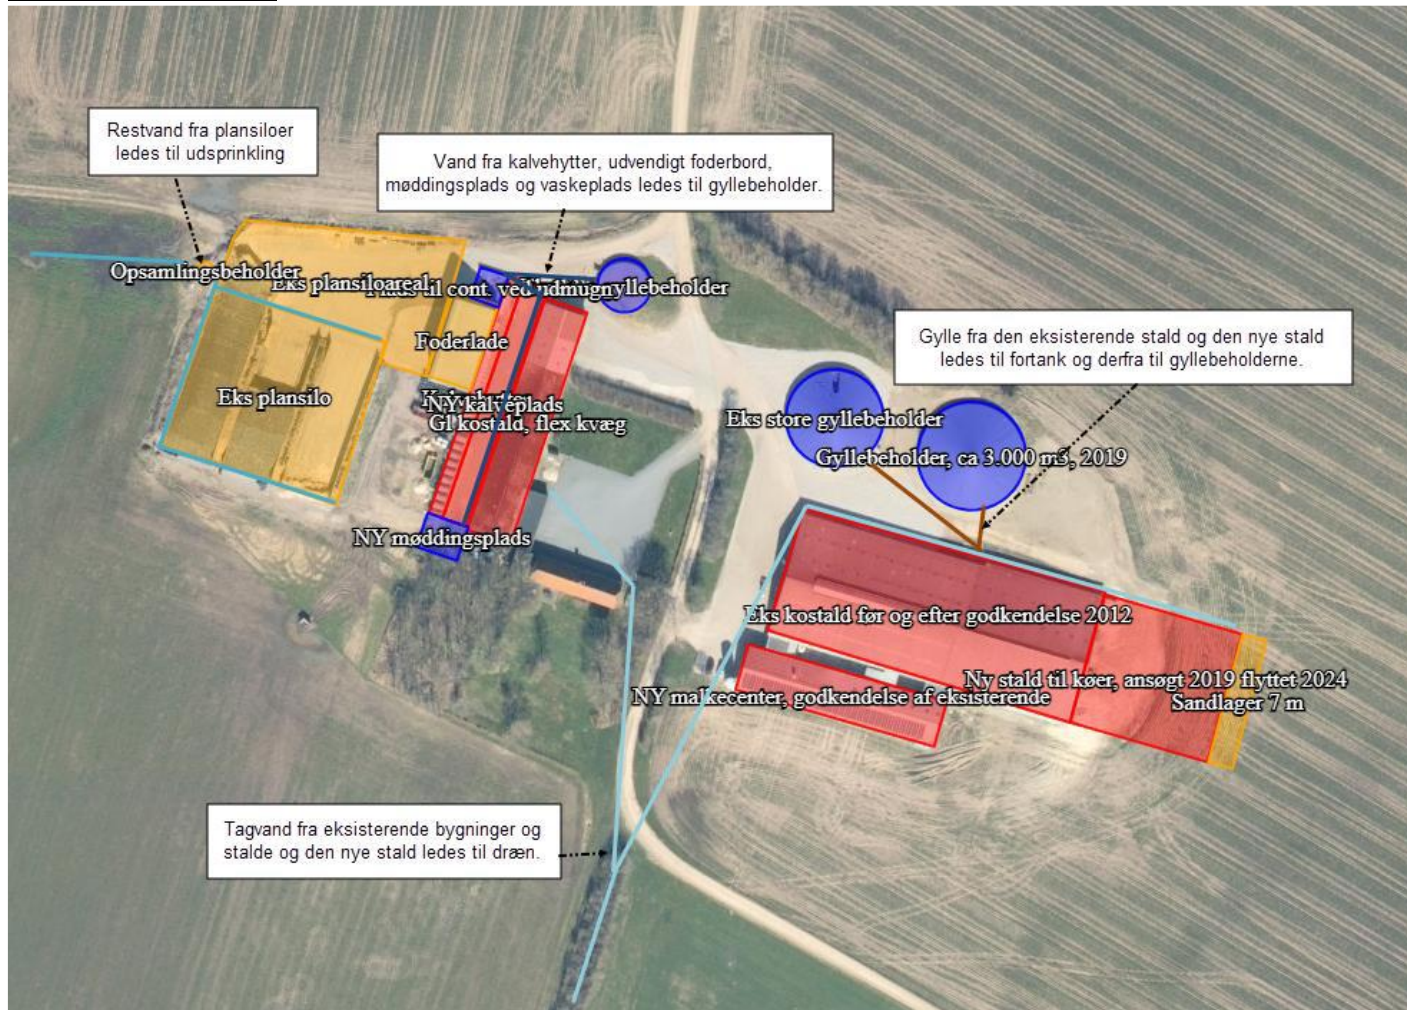 Restvand fra plansiloer
ledes til udsprinkling
Vand fra kalvehytter, udvendigt foderbord,
møddingsplads og vaskeplads ledes til gyllebeholder.
Opsamlingsbeholder
Eks plansiloareal
til cont. ved udmugning
gyllebeholder
Foderlade
Gylle fra den eksisterende stald og den nye stald
ledes til fortank og derfra til gyllebeholderne.
Eks plansilo
NY kalveplads
Gl kostald, flex kvæg
Eks store gyllebeholder
Gyllebeholder, ca 3.000 m3, 2019
NY møddingsplads
Eks kostald før og efter godkendelse 2012
Ny stald til køer, ansøgt 2019 flyttet 2024
NY malkecenter, godkendelse af eksisterende
Sandlager 7 m
Tagvand fra eksisterende bygninger og
stalde og den nye stald ledes til dræn.